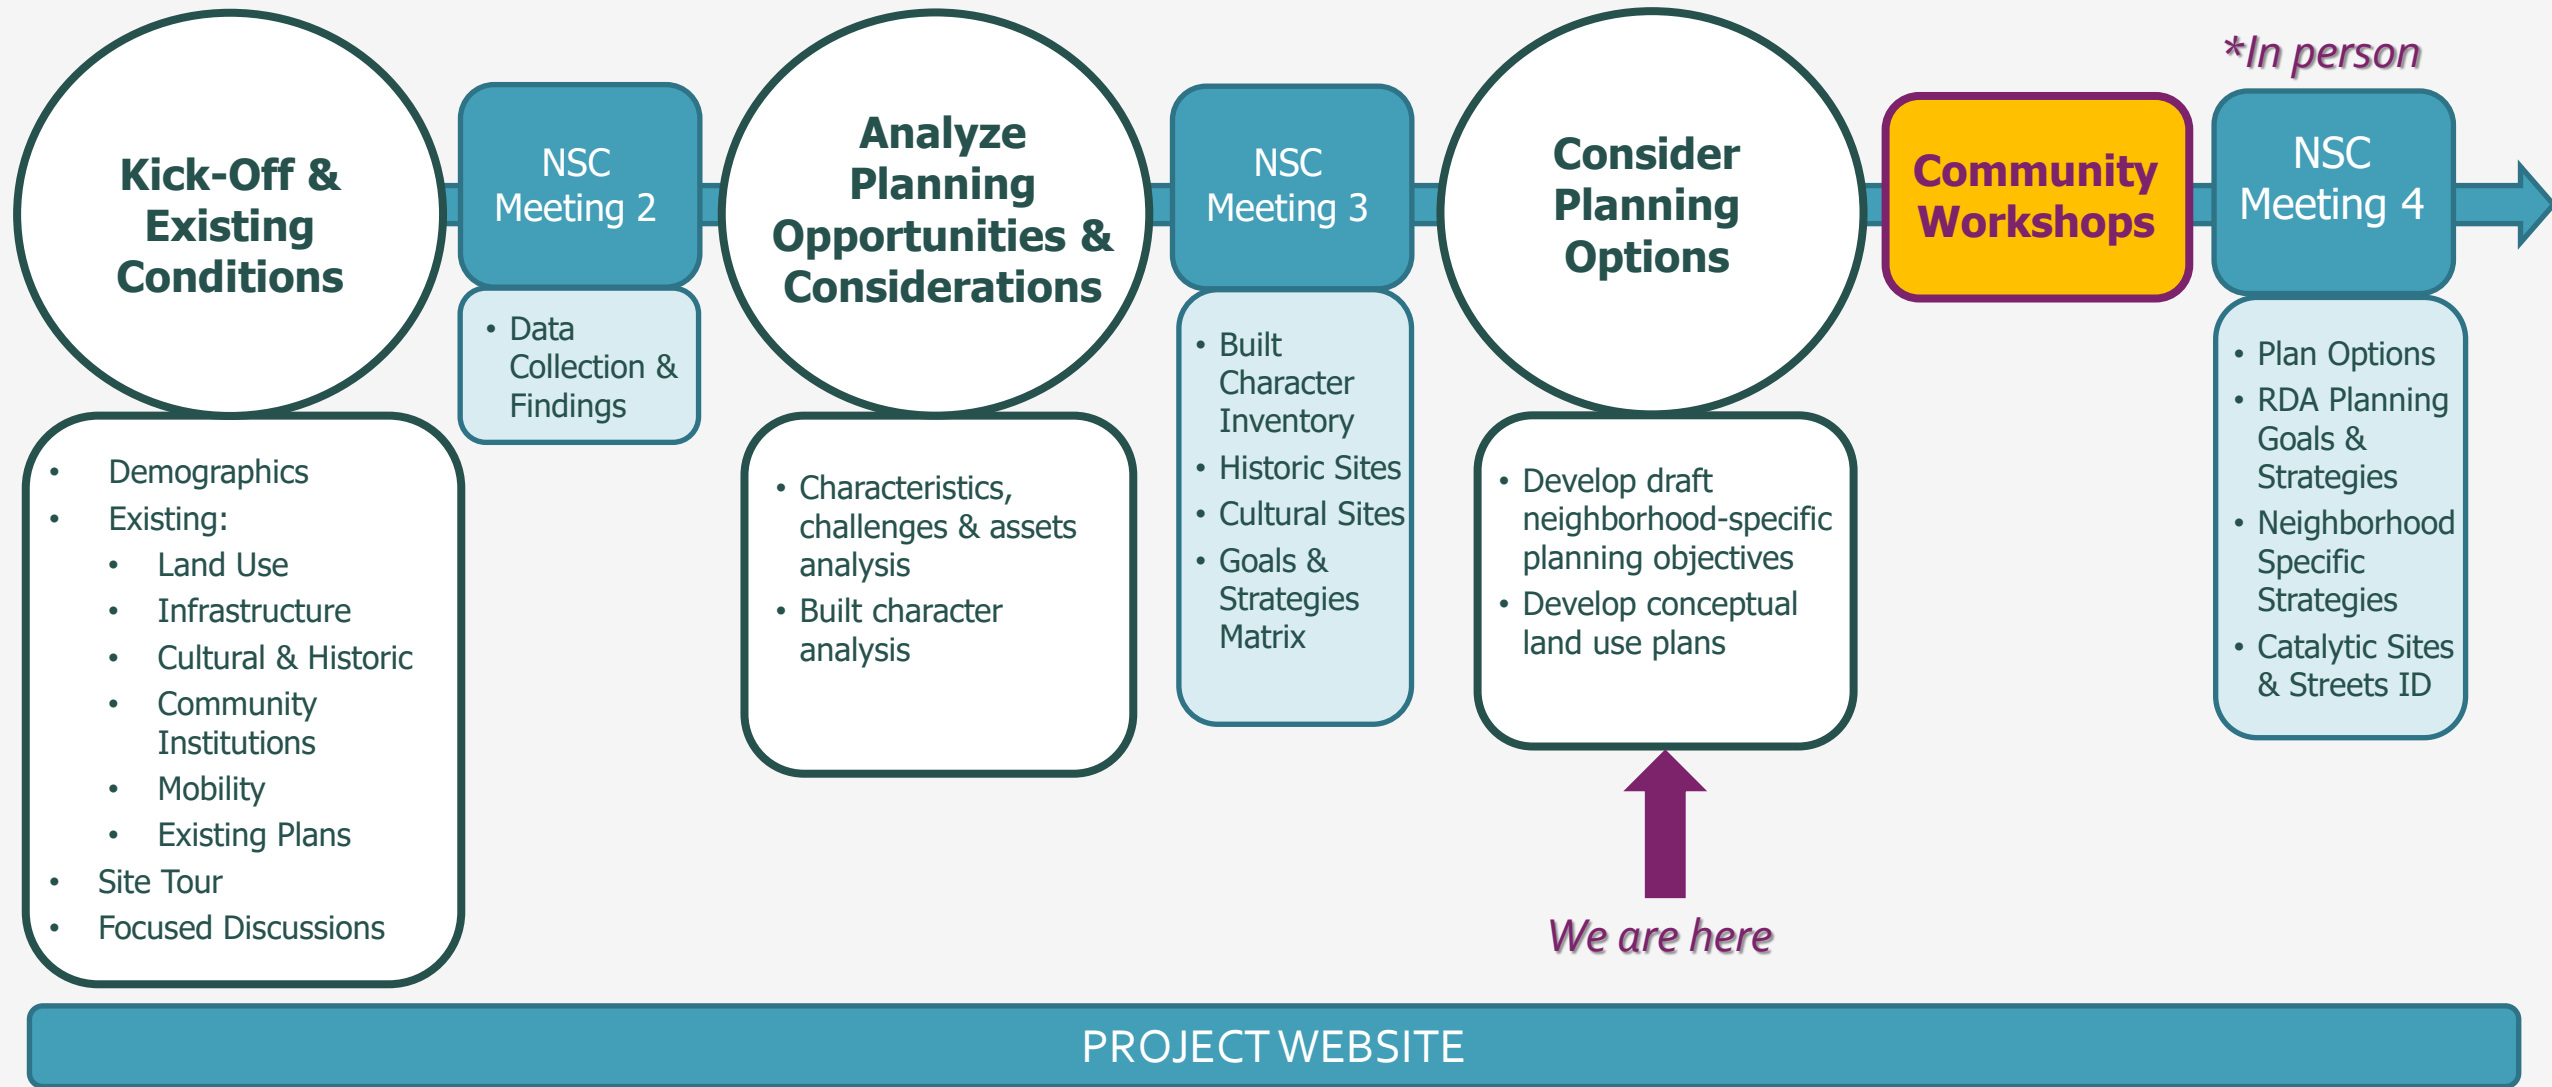 Kick-Off &
Existing
Conditions
• Demographics
• Existing:
• Land Use
• Infrastructure
• Cultural & Historic
• Community
Institutions
• Mobility
• Existing Plans
• Site Tour
• Focused Discussions
NSC
Meeting 2
• Data
Collection &
Findings
Analyze
Planning
Opportunities &
Considerations
• Characteristics,
challenges & assets
analysis
• Built character
analysis
NSC
Meeting 3
• Built
Character
Inventory
• Historic Sites
• Cultural Sites
• Goals &
Strategies
Matrix
Consider
Planning
Options
• Develop draft
neighborhood-specific
planning objectives
• Develop conceptual
land use plans
We are here
Community
Workshops
*In person
NSC
Meeting 4
• Plan Options
• RDA Planning
Goals &
Strategies
• Neighborhood
Specific
Strategies
• Catalytic Sites
& Streets ID
PROJECT WEBSITE